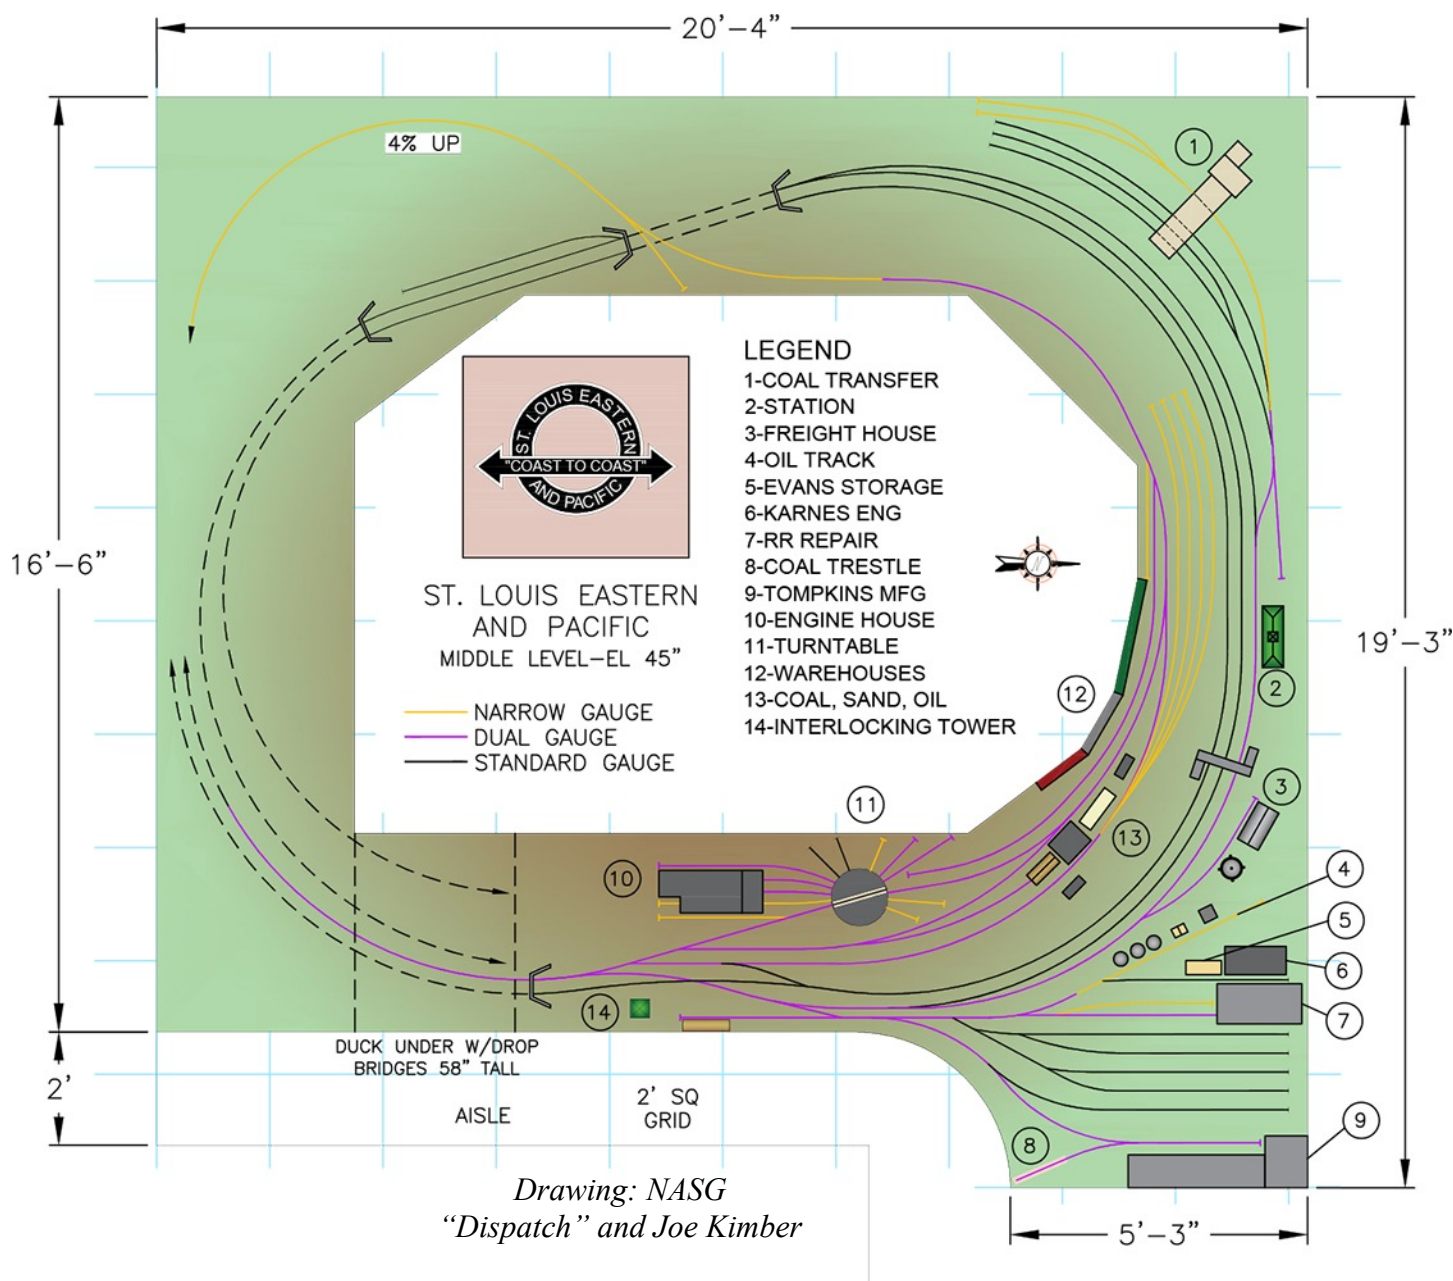 20'-4"
4% UP
1
LEGEND
1-COAL TRANSFER
2-STATION
3-FREIGHT HOUSE
4-OIL TRACK
5-EVANS STORAGE
6-KARNES ENG
7-RR REPAIR
8-COAL TRESTLE
9-TOMPKINS MFG
10-ENGINE HOUSE
11-TURNTABLE
12-WAREHOUSES
13-COAL, SAND, OIL
14-INTERLOCKING TOWER
ST. LOUIS EASTERN
"COAST TO COAST"
AND PACIFIC
ST. LOUIS EASTERN
AND PACIFIC
MIDDLE LEVEL-EL 45"
NARROW GAUGE
DUAL GAUGE
STANDARD GAUGE
N
16'-6"
19'-3"
2
12
3
11
13
10
4
5
6
14
7
DUCK UNDER W/DROP
BRIDGES 58" TALL
2'
AISLE
2' SQ
GRID
8
9
Drawing: NASG
“Dispatch” and Joe Kimber
5'-3"